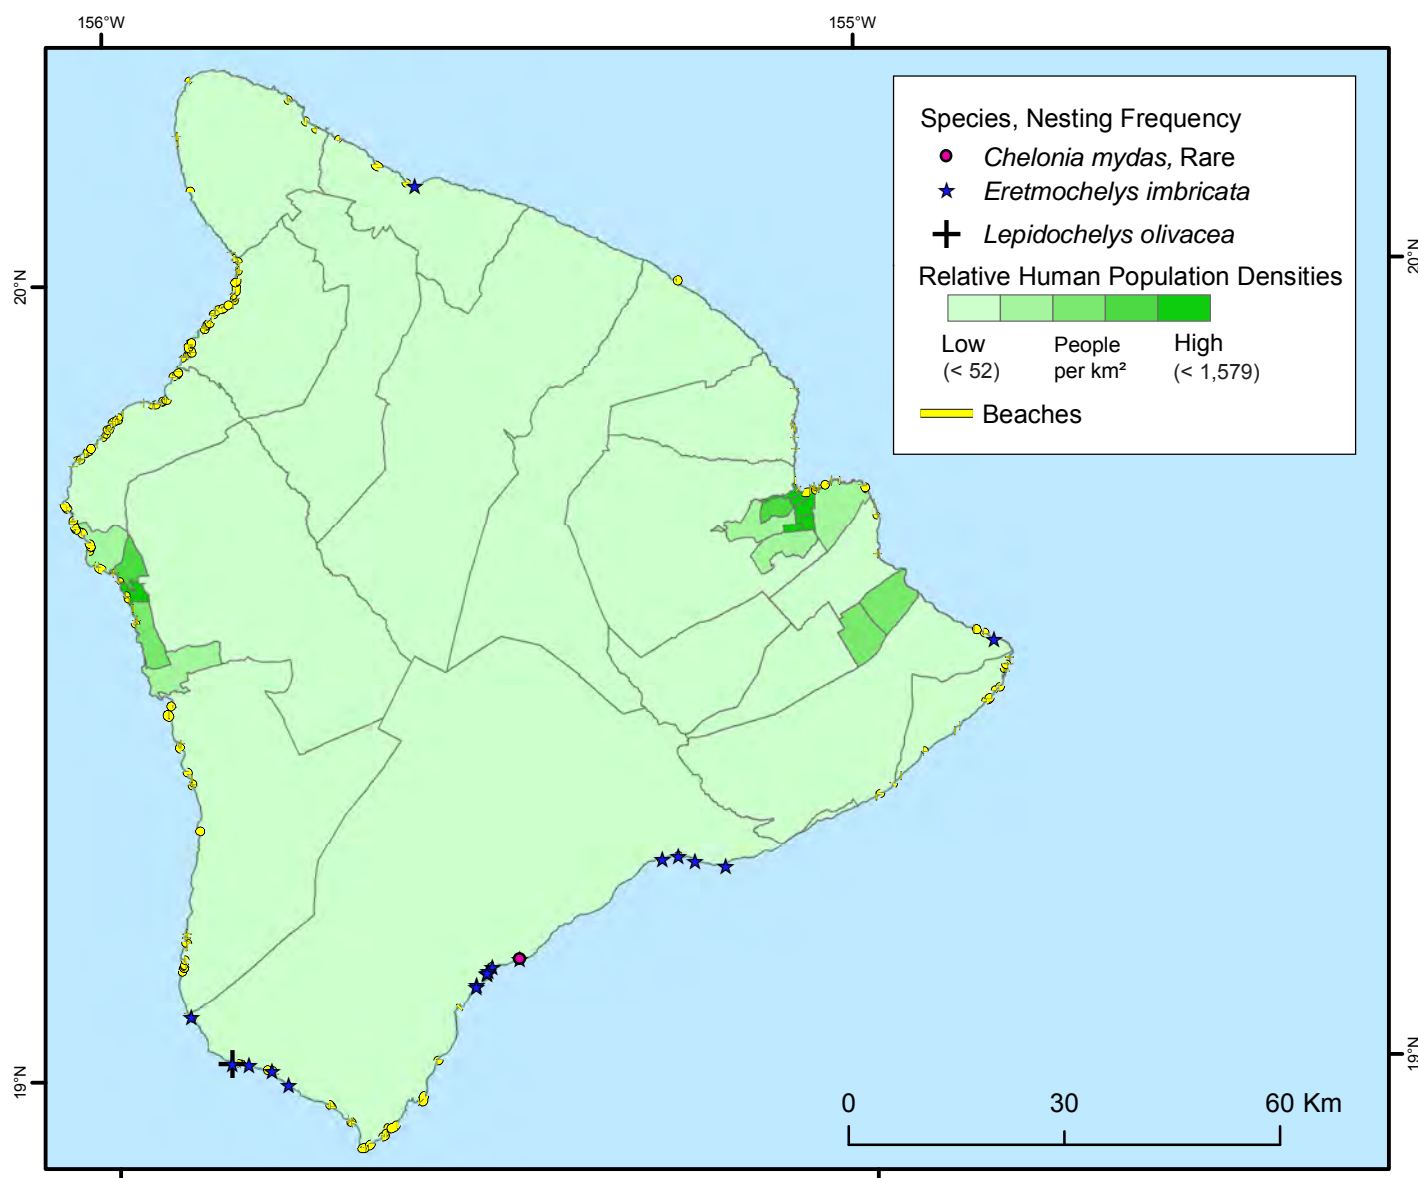 156°W
155°W
Species, Nesting Frequency
Chelonia mydas, Rare
Eretmochelys imbricata
Lepidochelys olivacea
Relative Human Population Densities
Low
(< 52)
People
per km²
High
(< 1,579)
Beaches
20°N
20°N
19°N
19°N
0
30
60 Km